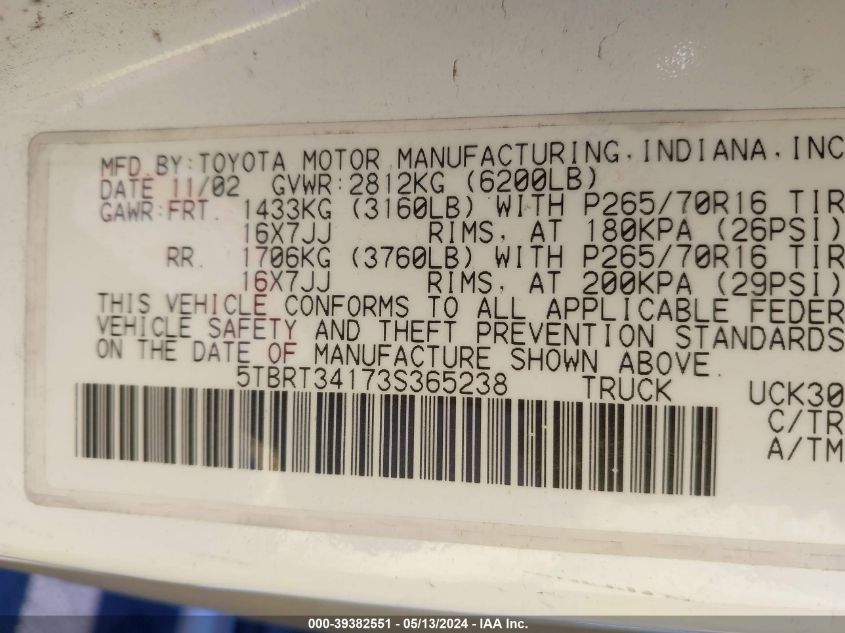 MFD. BY: TOYOTA MOTOR MANUFACTURING, INDIANA, INC
DATE 11/02 GVWR: 2812KG (6200LB)
GAWR: FRT. 1433KG (3160LB) WITH P265/70R16 TIR
16X7JJ RIMS, AT 180KPA (26PSI)
RR. 1706KG (3760LB) WITH P265/70R16 TIR
16X7JJ RIMS, AT 200KPA (29PSI)
THIS VEHICLE CONFORMS TO ALL APPLICABLE FEDER
VEHICLE SAFETY AND THEFT PREVENTION STANDARDS
ON THE DATE OF MANUFACTURE SHOWN ABOVE.
5TBRT34173S365238 TRUCK UCK30
C/TR
A/TM
000-39382551 / 05/13/2024 - IAA Inc.